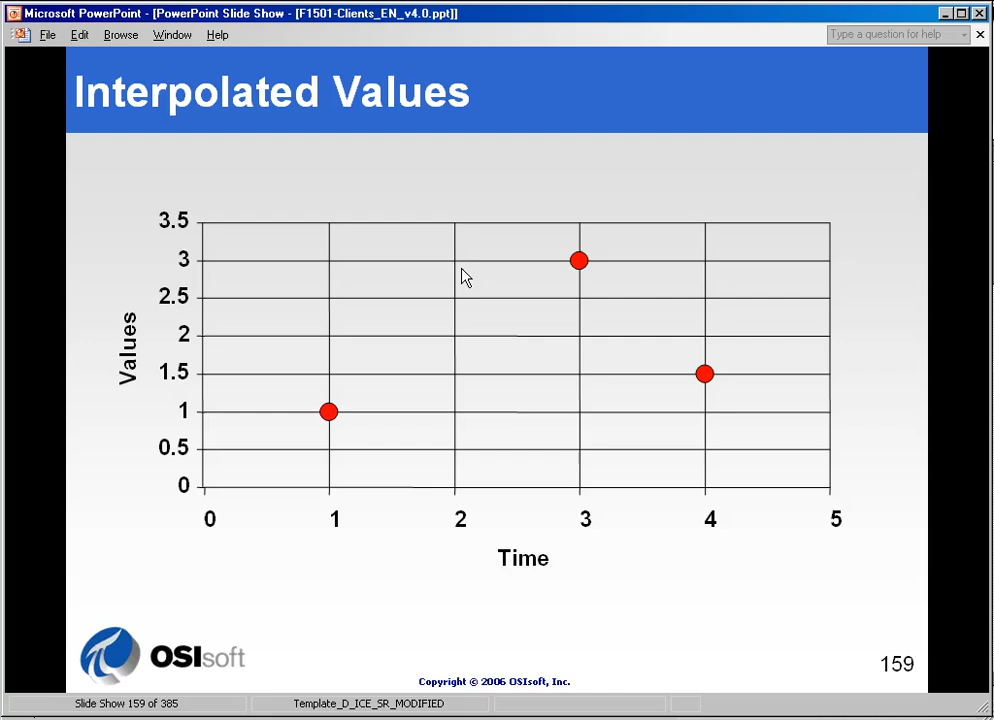 Microsoft PowerPoint - [PowerPoint Slide Show - [F1501-Clients_EN_v4.0.ppt]]
File Edit Browse Window Help
Type a question for help
Interpolated Values
3.5
3
2.5
2
1.5
1
0.5
0
Values
0 1 2 3 4 5
Time
OSIsoft
159
Copyright © 2006 OSIsoft, Inc.
Slide Show 159 of 385 Template_D_ICE_SR_MODIFIED